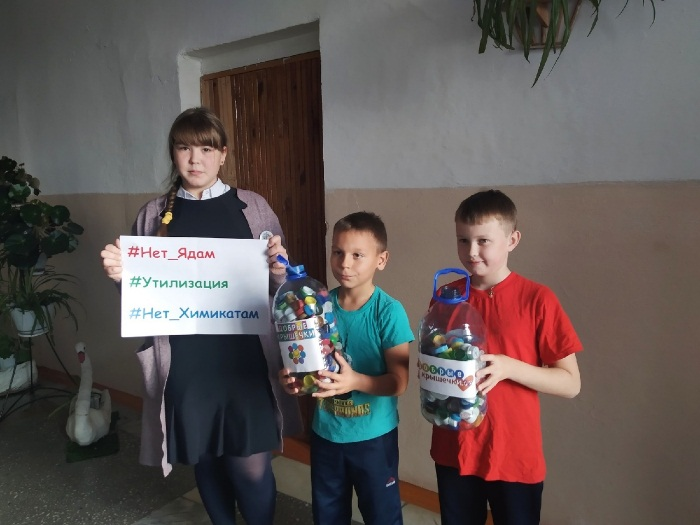 #Нет_Ядам
#Утилизация
#Нет_Химикатам
ДОБРЫЕ
КРЫШЕЧКИ
ДОБРЫЕ
крышечки